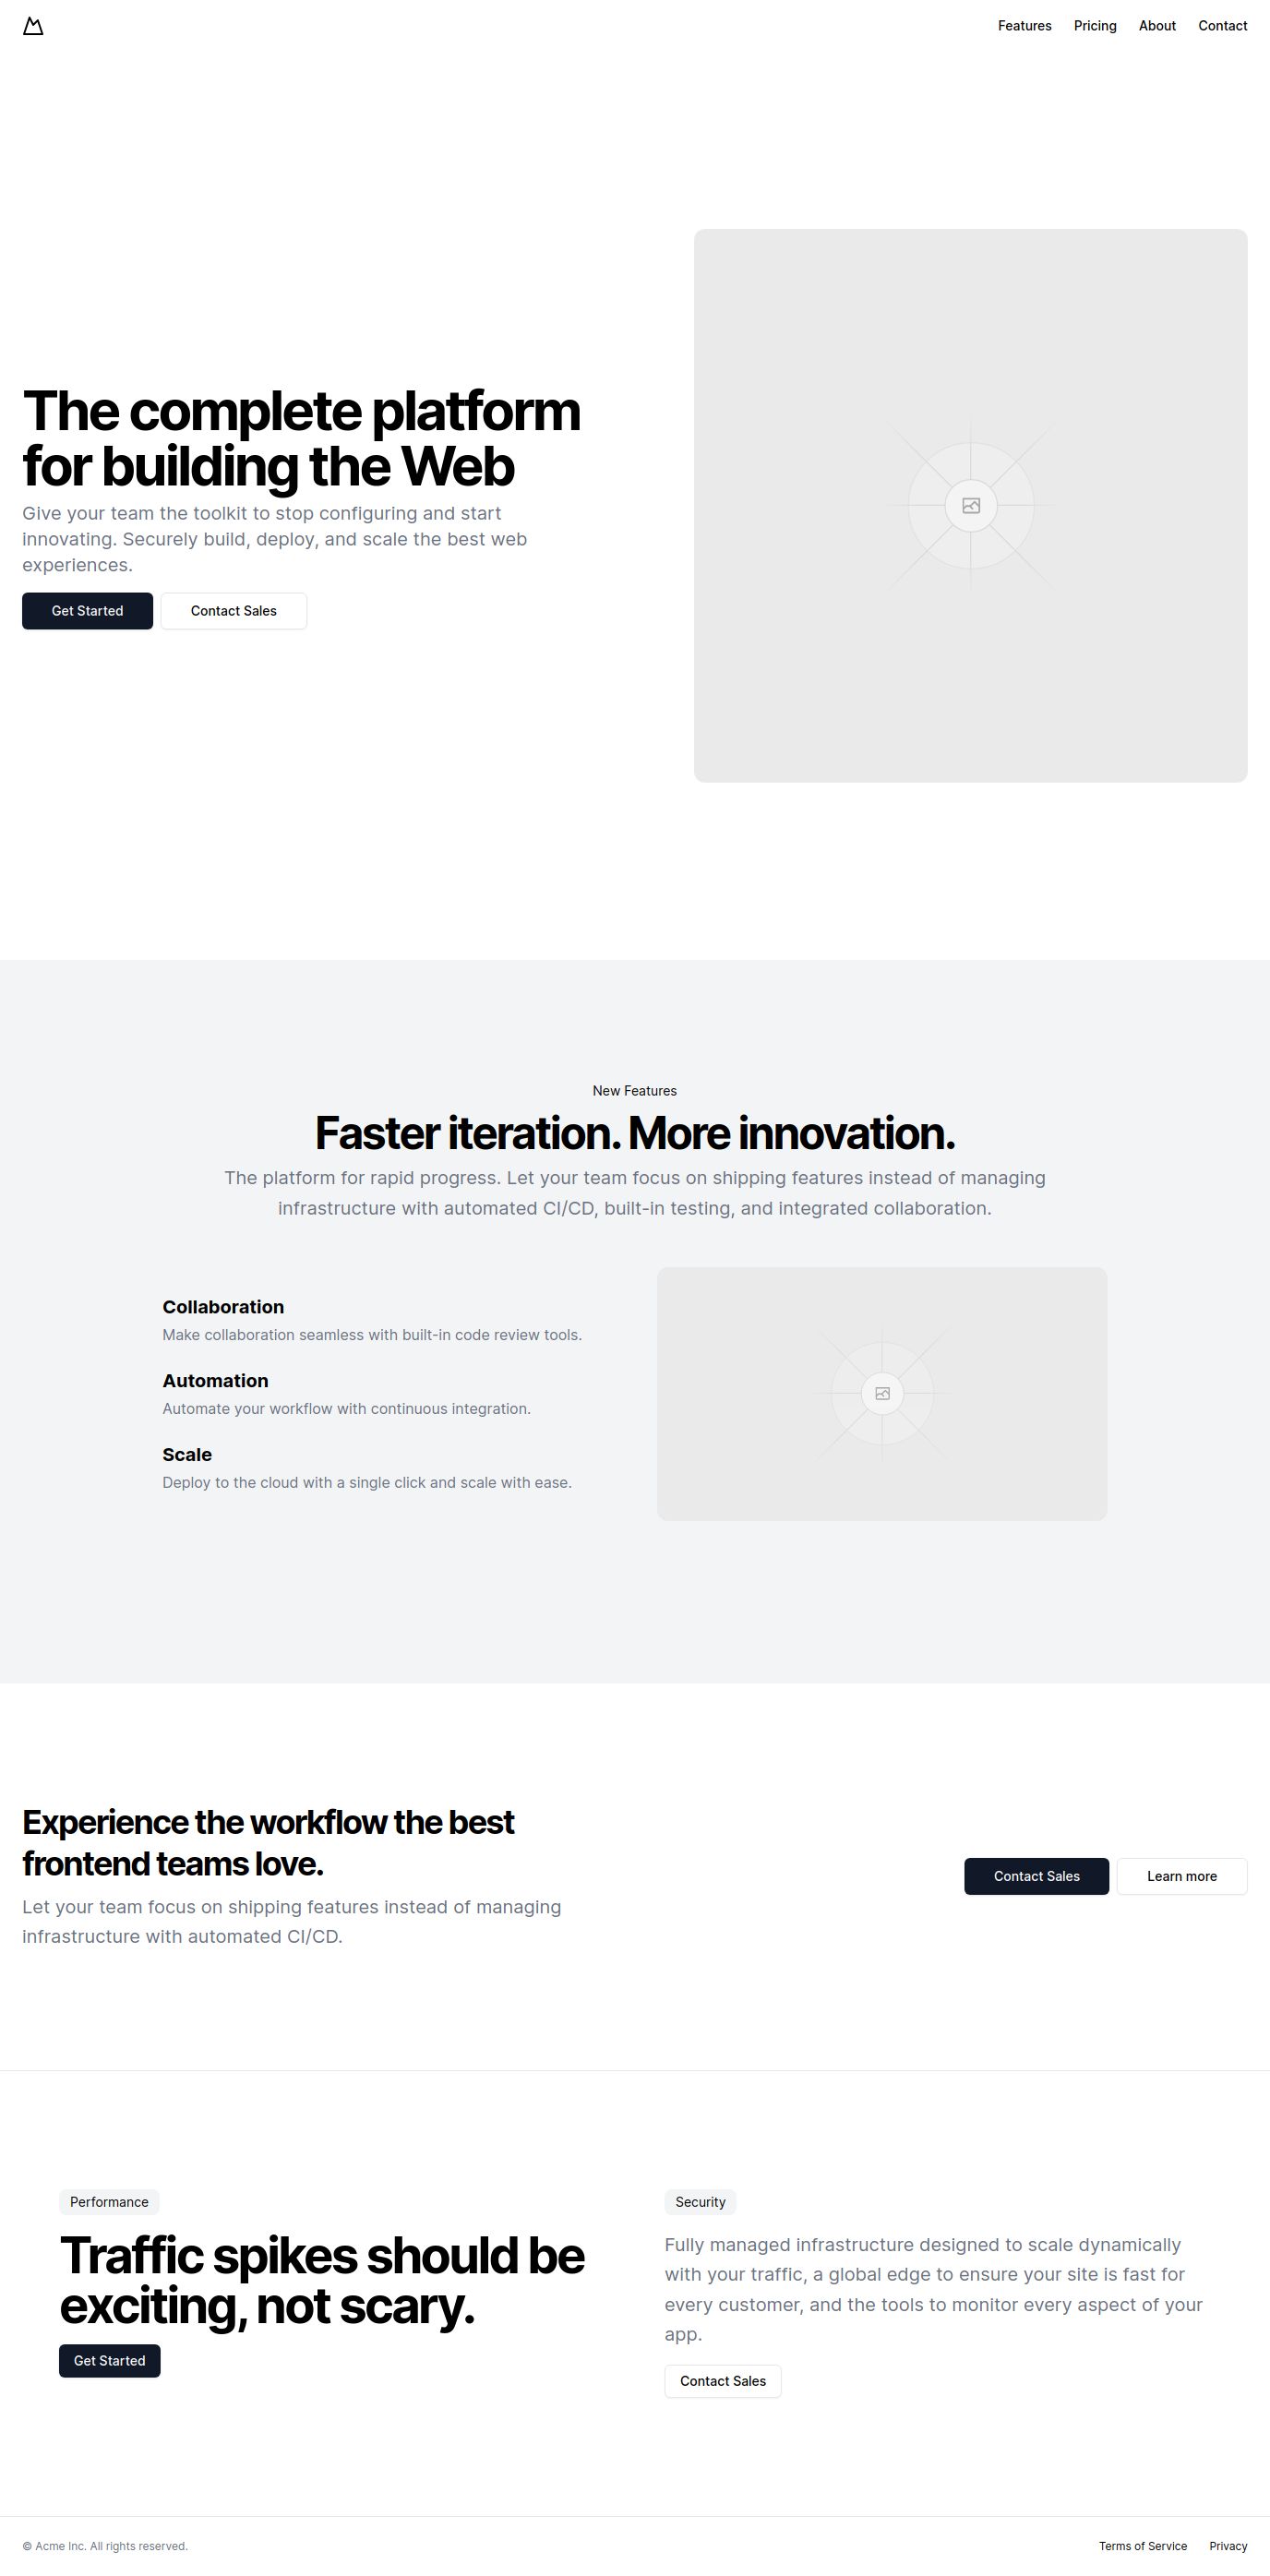 Features Pricing About Contact
The complete platform
for building the Web
Give your team the toolkit to stop configuring and start
innovating. Securely build, deploy, and scale the best web
experiences.
Get Started Contact Sales
New Features
Faster iteration. More innovation.
The platform for rapid progress. Let your team focus on shipping features instead of managing
infrastructure with automated CI/CD, built-in testing, and integrated collaboration.
Collaboration
Make collaboration seamless with built-in code review tools.
Automation
Automate your workflow with continuous integration.
Scale
Deploy to the cloud with a single click and scale with ease.
Experience the workflow the best
frontend teams love.
Let your team focus on shipping features instead of managing
infrastructure with automated CI/CD.
Contact Sales Learn more
Performance
Traffic spikes should be
exciting, not scary.
Get Started
Security
Fully managed infrastructure designed to scale dynamically
with your traffic, a global edge to ensure your site is fast for
every customer, and the tools to monitor every aspect of your
app.
Contact Sales
© Acme Inc. All rights reserved.
Terms of Service Privacy